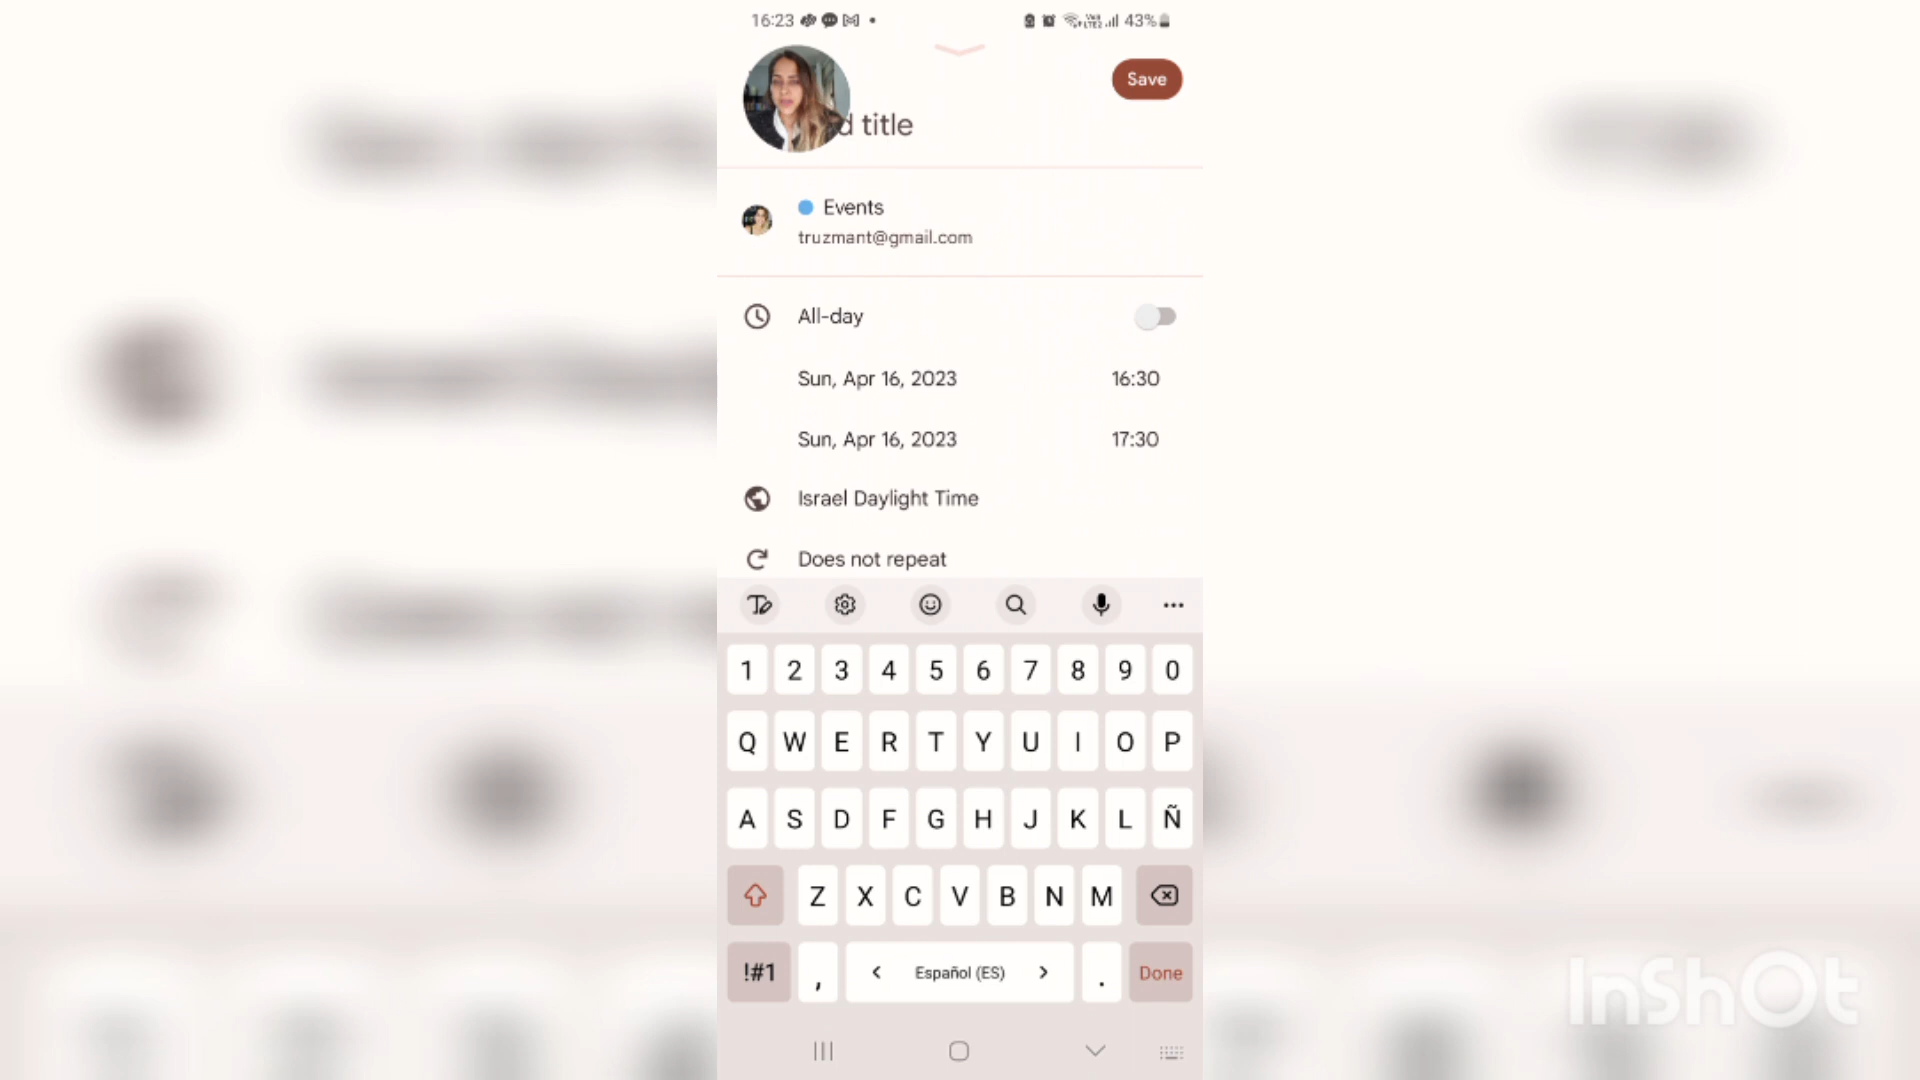 16:23
43%
Save
d title
Events
truzmant@gmail.com
All-day
Sun, Apr 16, 2023 16:30
Sun, Apr 16, 2023 17:30
Israel Daylight Time
Does not repeat
1 2 3 4 5 6 7 8 9 0
Q W E R T Y U I O P
A S D F G H J K L Ñ
Z X C V B N M
!#1 , < Español (ES) > . Done
InShOt